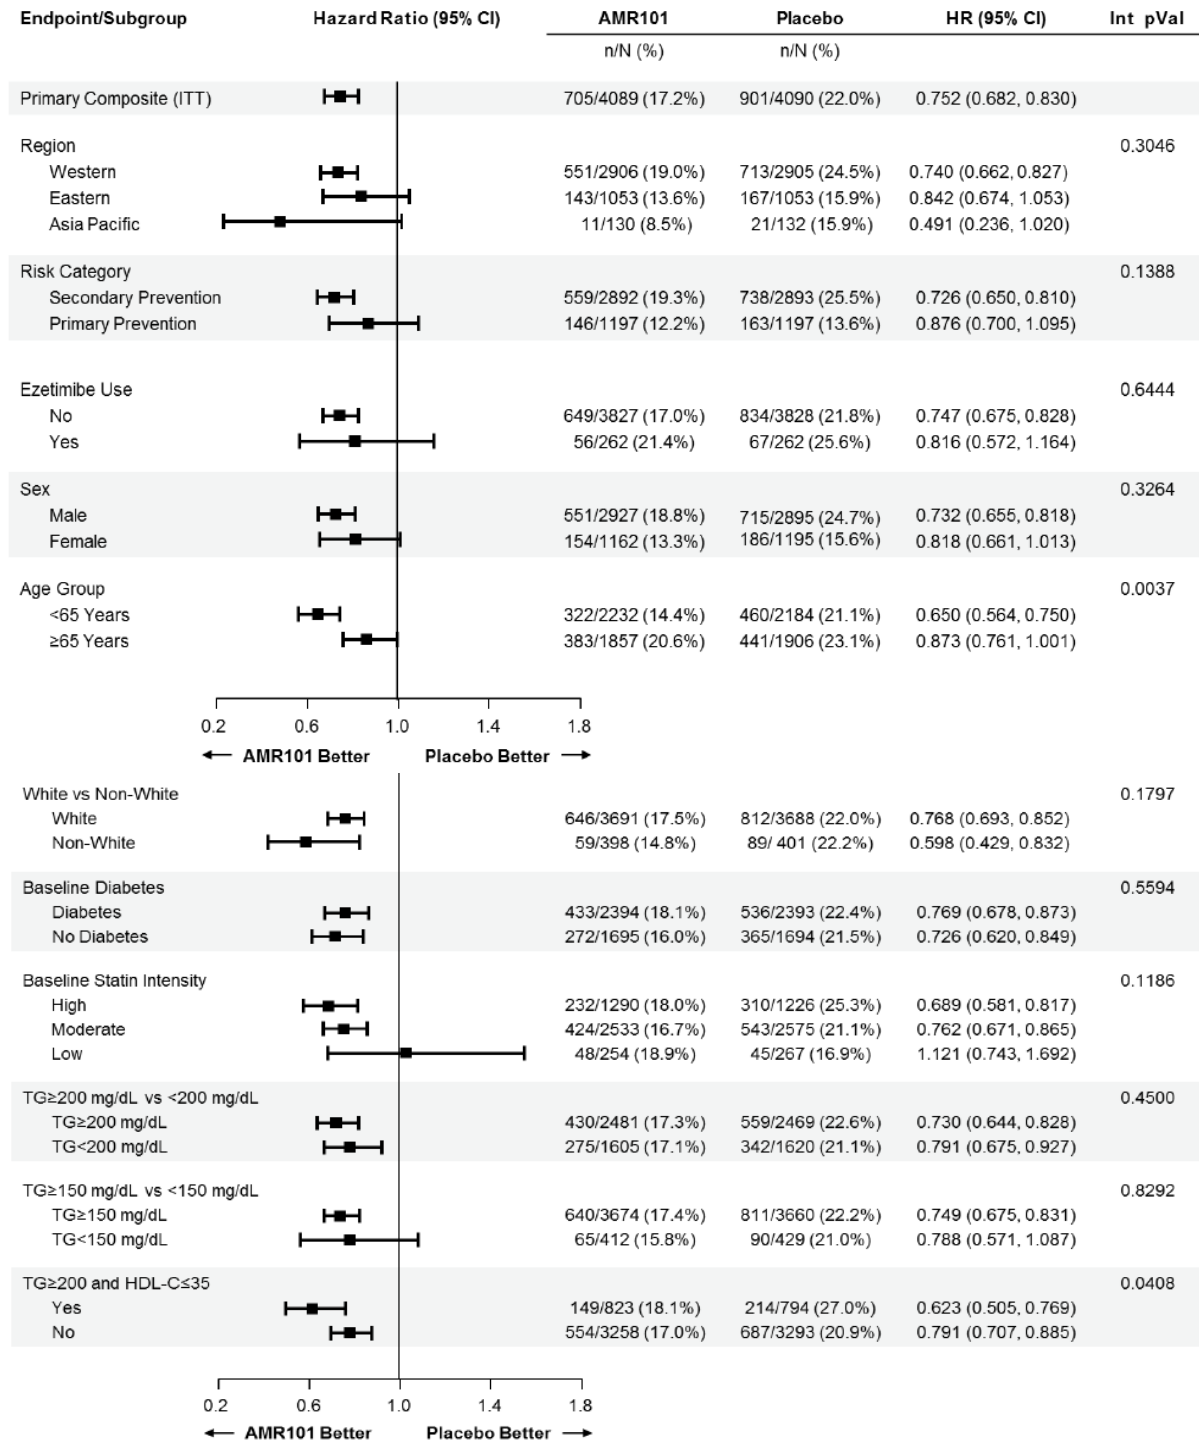 Endpoint/Subgroup Hazard Ratio (95% CI) AMR101 Placebo HR (95% CI) Int pVal
n/N (%) n/N (%)
Primary Composite (ITT) 705/4089 (17.2%) 901/4090 (22.0%) 0.752 (0.682, 0.830)
Region 0.3046
Western 551/2906 (19.0%) 713/2905 (24.5%) 0.740 (0.662, 0.827)
Eastern 143/1053 (13.6%) 167/1053 (15.9%) 0.842 (0.674, 1.053)
Asia Pacific 11/130 (8.5%) 21/132 (15.9%) 0.491 (0.236, 1.020)
Risk Category 0.1388
Secondary Prevention 559/2892 (19.3%) 738/2893 (25.5%) 0.726 (0.650, 0.810)
Primary Prevention 146/1197 (12.2%) 163/1197 (13.6%) 0.876 (0.700, 1.095)
Ezetimibe Use 0.6444
No 649/3827 (17.0%) 834/3828 (21.8%) 0.747 (0.675, 0.828)
Yes 56/262 (21.4%) 67/262 (25.6%) 0.816 (0.572, 1.164)
Sex 0.3264
Male 551/2927 (18.8%) 715/2895 (24.7%) 0.732 (0.655, 0.818)
Female 154/1162 (13.3%) 186/1195 (15.6%) 0.818 (0.661, 1.013)
Age Group 0.0037
<65 Years 322/2232 (14.4%) 460/2184 (21.1%) 0.650 (0.564, 0.750)
≥65 Years 383/1857 (20.6%) 441/1906 (23.1%) 0.873 (0.761, 1.001)
0.2 0.6 1.0 1.4 1.8
← AMR101 Better Placebo Better →
White vs Non-White 0.1797
White 646/3691 (17.5%) 812/3688 (22.0%) 0.768 (0.693, 0.852)
Non-White 59/398 (14.8%) 89/ 401 (22.2%) 0.598 (0.429, 0.832)
Baseline Diabetes 0.5594
Diabetes 433/2394 (18.1%) 536/2393 (22.4%) 0.769 (0.678, 0.873)
No Diabetes 272/1695 (16.0%) 365/1694 (21.5%) 0.726 (0.620, 0.849)
Baseline Statin Intensity 0.1186
High 232/1290 (18.0%) 310/1226 (25.3%) 0.689 (0.581, 0.817)
Moderate 424/2533 (16.7%) 543/2575 (21.1%) 0.762 (0.671, 0.865)
Low 48/254 (18.9%) 45/267 (16.9%) 1.121 (0.743, 1.692)
TG≥200 mg/dL vs <200 mg/dL 0.4500
TG≥200 mg/dL 430/2481 (17.3%) 559/2469 (22.6%) 0.730 (0.644, 0.828)
TG<200 mg/dL 275/1605 (17.1%) 342/1620 (21.1%) 0.791 (0.675, 0.927)
TG≥150 mg/dL vs <150 mg/dL 0.8292
TG≥150 mg/dL 640/3674 (17.4%) 811/3660 (22.2%) 0.749 (0.675, 0.831)
TG<150 mg/dL 65/412 (15.8%) 90/429 (21.0%) 0.788 (0.571, 1.087)
TG≥200 and HDL-C≤35 0.0408
Yes 149/823 (18.1%) 214/794 (27.0%) 0.623 (0.505, 0.769)
No 554/3258 (17.0%) 687/3293 (20.9%) 0.791 (0.707, 0.885)
0.2 0.6 1.0 1.4 1.8
← AMR101 Better Placebo Better →